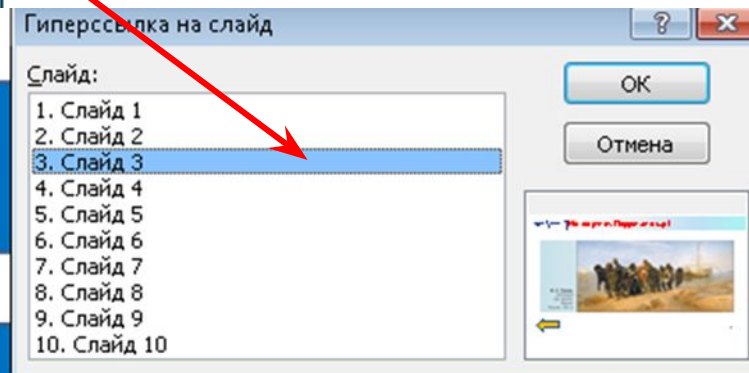 Гиперссылка на слайд
Слайд:
1. Слайд 1
2. Слайд 2
3. Слайд 3
4. Слайд 4
5. Слайд 5
6. Слайд 6
7. Слайд 7
8. Слайд 8
9. Слайд 9
10. Слайд 10
ОК
Отмена